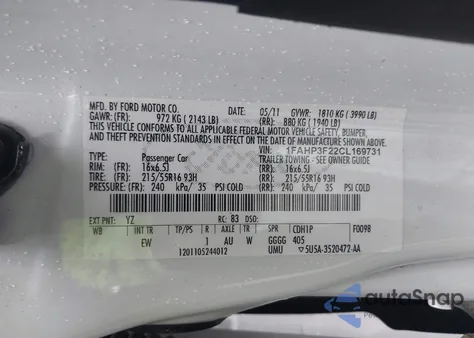 MFD. BY FORD MOTOR CO.
DATE: 05/11 GVWR: 1810 KG ( 3990 LB)
GAWR: (FR): 972 KG ( 2143 LB) (RR): 880 KG ( 1940 LB)
THIS VEHICLE CONFORMS TO ALL APPLICABLE FEDERAL MOTOR VEHICLE SAFETY, BUMPER,
AND THEFT PREVENTION STANDARDS IN EFFECT ON THE
DATE OF MANUFACTURE SHOWN ABOVE. VIN: 1FAHP3F22CL169731
TYPE: Passenger Car TRAILER TOWING - SEE OWNER GUIDE
RIM: (FR): 16x6.5J (RR): 16x6.5J
TIRE: (FR): 215/55R16 93H (RR): 215/55R16 93H
PRESSURE: (FR): 240 kPa/ 35 PSI COLD (RR): 240 kPa/ 35 PSI COLD
EXT PNT: YZ RC: 83 DSO: F0098
WB INT TR TP/PS R AXLE TR SPR CDH1P
EW 1 AU W GGGG 405
1201105244012 UMU ▽5U5A-3520472-AA
autoSnap